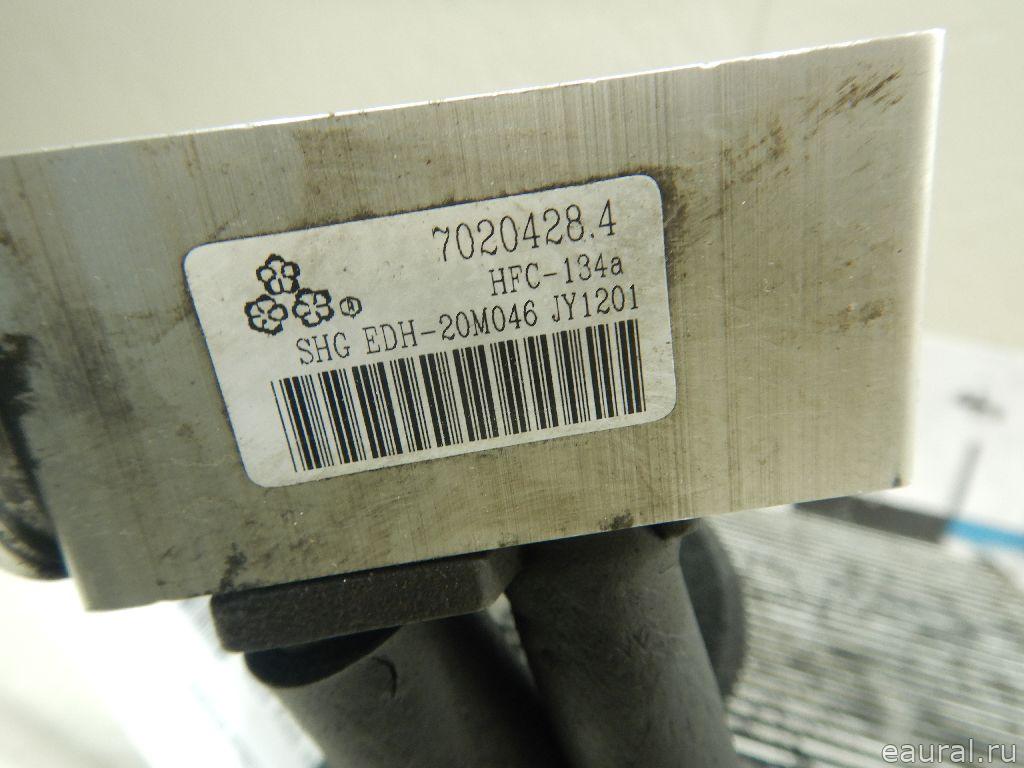 7020428.4
HFC-134a
SHG EDH-20M046 JY1201
eaural.ru